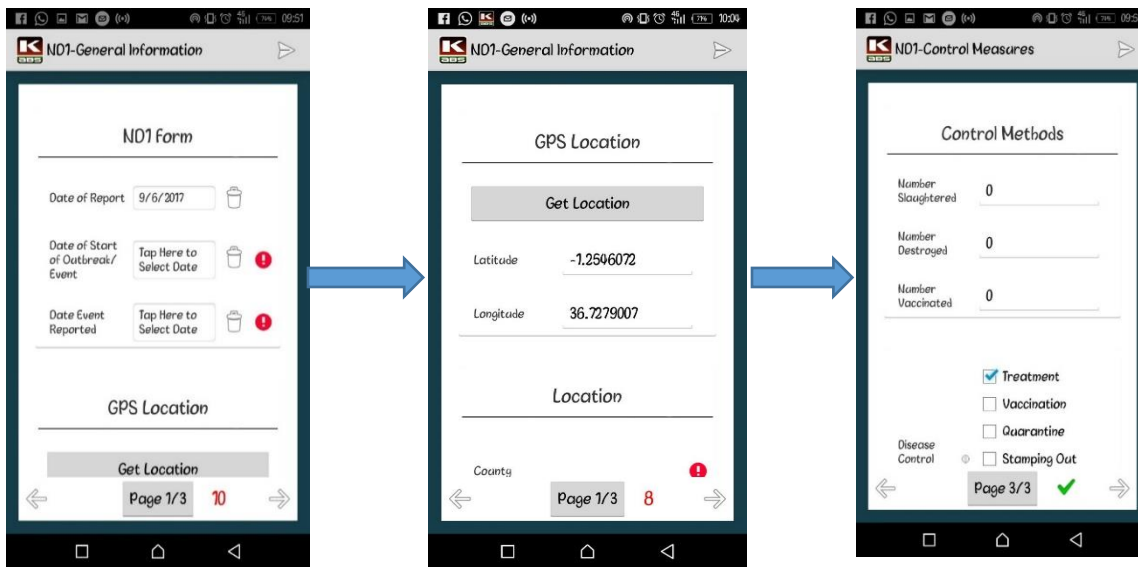 09:51
K
ABS
ND1-General Information
ND1 Form
Date of Report
9/6/2017
Date of Start
of Outbreak/
Event
Tap Here to
Select Date
Date Event
Reported
Tap Here to
Select Date
GPS Location
Get Location
Page 1/3
10
10:04
K
ABS
ND1-General Information
GPS Location
Get Location
Latitude
-1.2546072
Longitude
36.7279007
Location
County
Page 1/3
8
K
ABS
ND1-Control Measures
Control Methods
Number
Slaughtered
0
Number
Destroyed
0
Number
Vaccinated
0
Treatment
Vaccination
Quarantine
Disease
Control
Stamping Out
Page 3/3